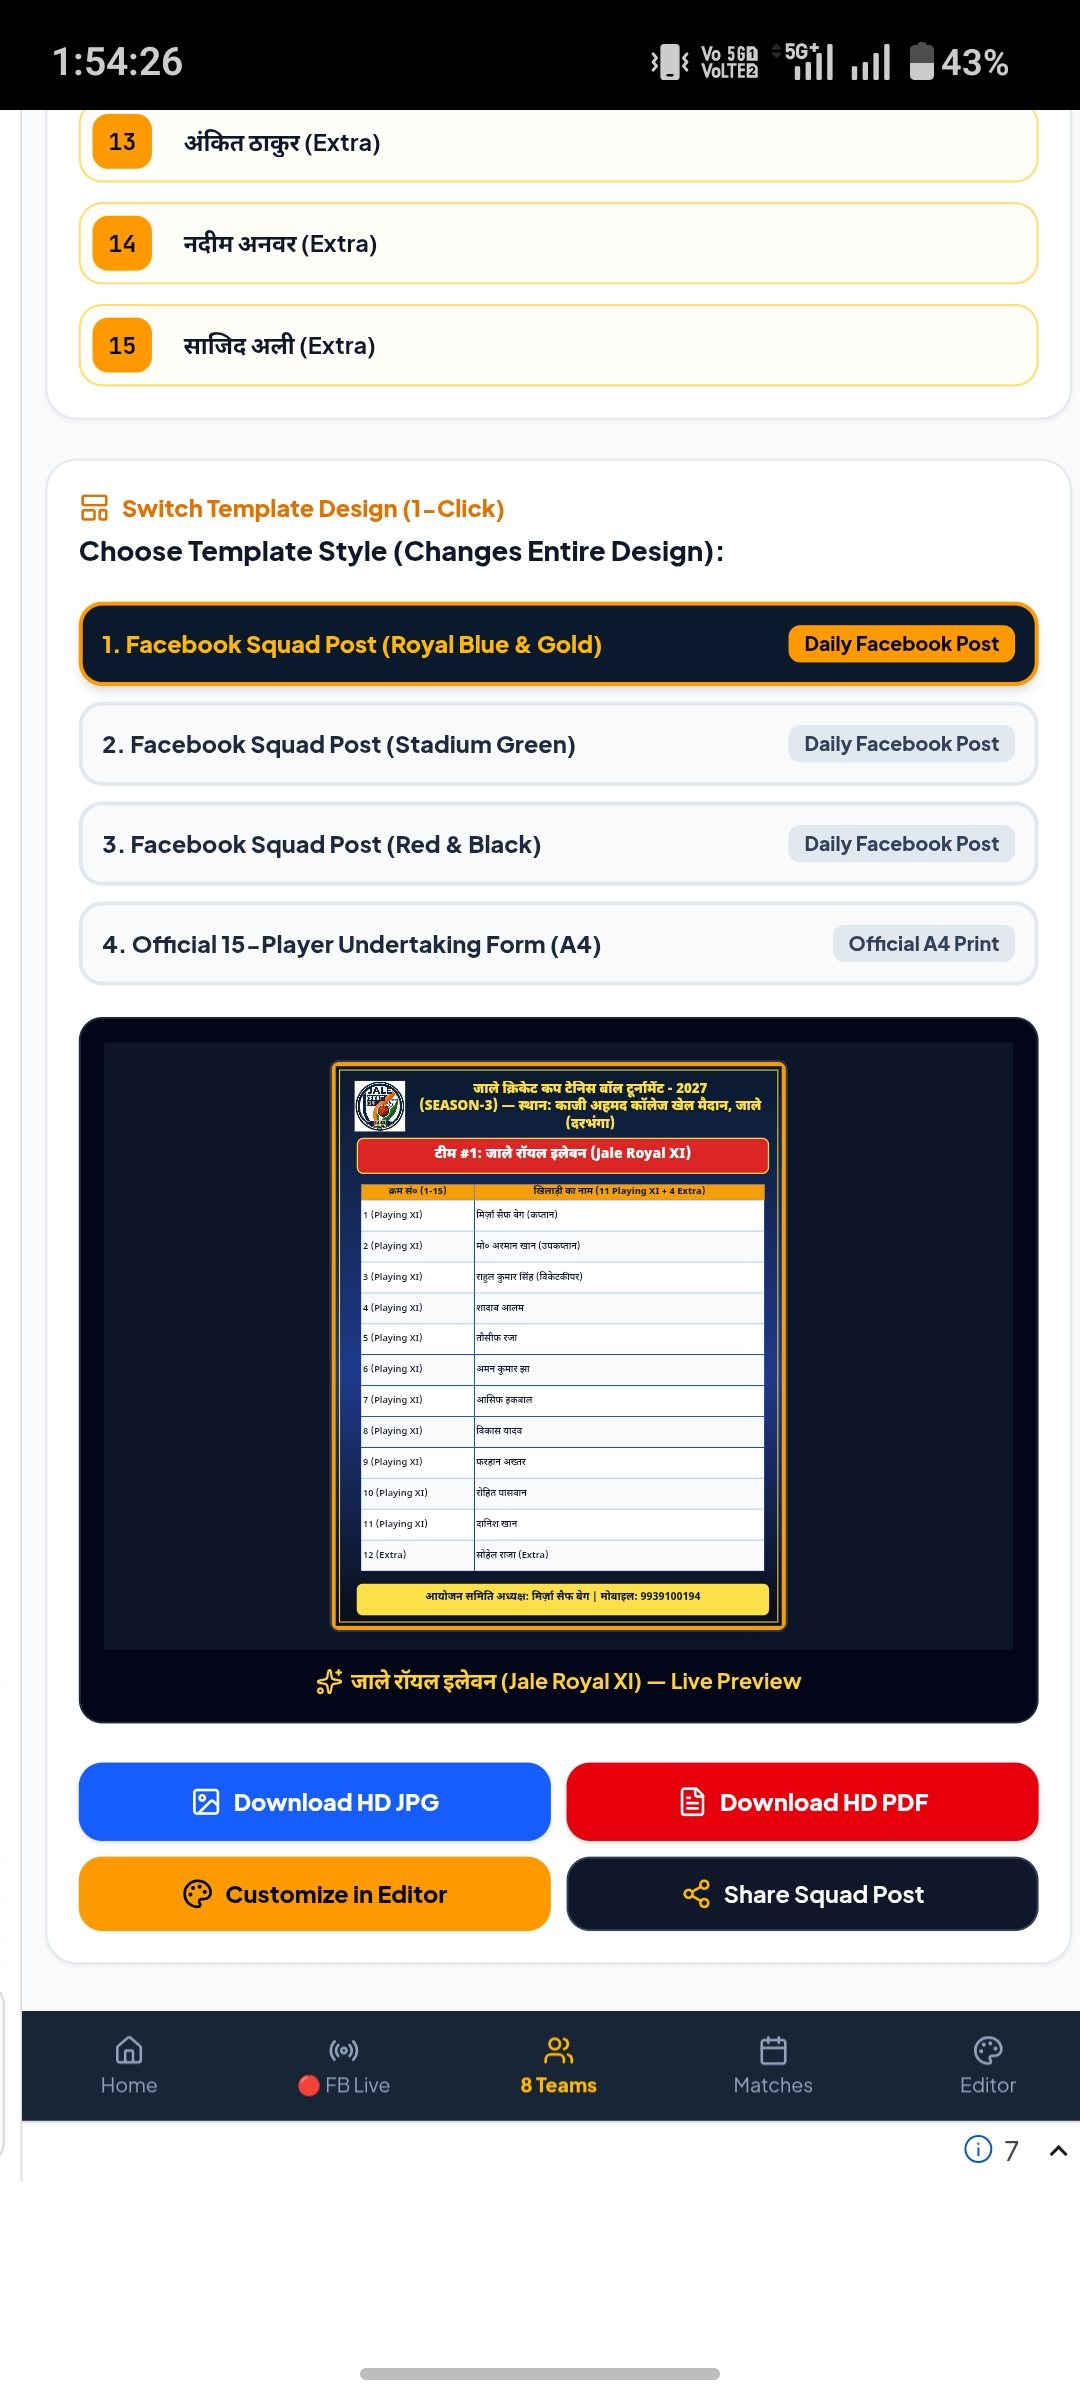 1:54:26
Vo 5G 1
VoLTE 2
5G+
43%
13 अंकित ठाकुर (Extra)
14 नदीम अनवर (Extra)
15 साजिद अली (Extra)
Switch Template Design (1-Click)
Choose Template Style (Changes Entire Design):
1. Facebook Squad Post (Royal Blue & Gold) Daily Facebook Post
2. Facebook Squad Post (Stadium Green) Daily Facebook Post
3. Facebook Squad Post (Red & Black) Daily Facebook Post
4. Official 15-Player Undertaking Form (A4) Official A4 Print
JALE
जाले क्रिकेट कप टेनिस बॉल टूर्नामेंट - 2027
(SEASON-3) — स्थान: काजी अहमद कॉलेज खेल मैदान, जाले
(दरभंगा)
टीम #1: जाले रॉयल इलेवन (Jale Royal XI)
क्रम सं० (1-15) खिलाड़ी का नाम (11 Playing XI + 4 Extra)
1 (Playing XI) मिर्ज़ा सैफ बेग (कप्तान)
2 (Playing XI) मो० अरमान खान (उपकप्तान)
3 (Playing XI) राहुल कुमार सिंह (विकेटकीपर)
4 (Playing XI) शादाब आलम
5 (Playing XI) तौसीफ रजा
6 (Playing XI) अमन कुमार झा
7 (Playing XI) आसिफ इकबाल
8 (Playing XI) विकास यादव
9 (Playing XI) फरहान अख्तर
10 (Playing XI) रोहित पासवान
11 (Playing XI) दानिश खान
12 (Extra) सोहेल राजा (Extra)
आयोजन समिति अध्यक्ष: मिर्ज़ा सैफ बेग | मोबाइल: 9939100194
जाले रॉयल इलेवन (Jale Royal XI) — Live Preview
Download HD JPG
Download HD PDF
Customize in Editor
Share Squad Post
Home
FB Live
8 Teams
Matches
Editor
7